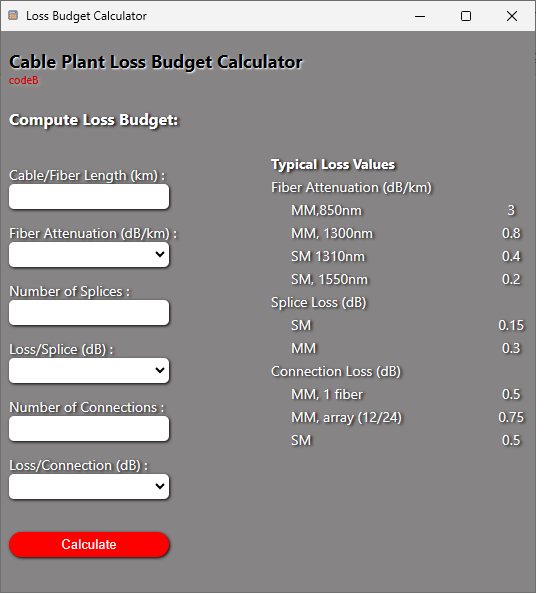 Loss Budget Calculator
Cable Plant Loss Budget Calculator
codeB
Compute Loss Budget:
Cable/Fiber Length (km) :
Fiber Attenuation (dB/km) :
Number of Splices :
Loss/Splice (dB) :
Number of Connections :
Loss/Connection (dB) :
Calculate
Typical Loss Values
Fiber Attenuation (dB/km)
MM,850nm 3
MM, 1300nm 0.8
SM 1310nm 0.4
SM, 1550nm 0.2
Splice Loss (dB)
SM 0.15
MM 0.3
Connection Loss (dB)
MM, 1 fiber 0.5
MM, array (12/24) 0.75
SM 0.5